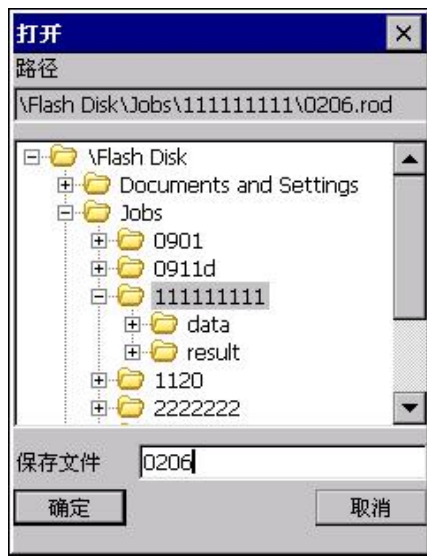 打开
路径
\Flash Disk\Jobs\111111111\0206.rod
\Flash Disk
Documents and Settings
Jobs
0901
0911d
111111111
data
result
1120
2222222
保存文件 0206
确定 取消